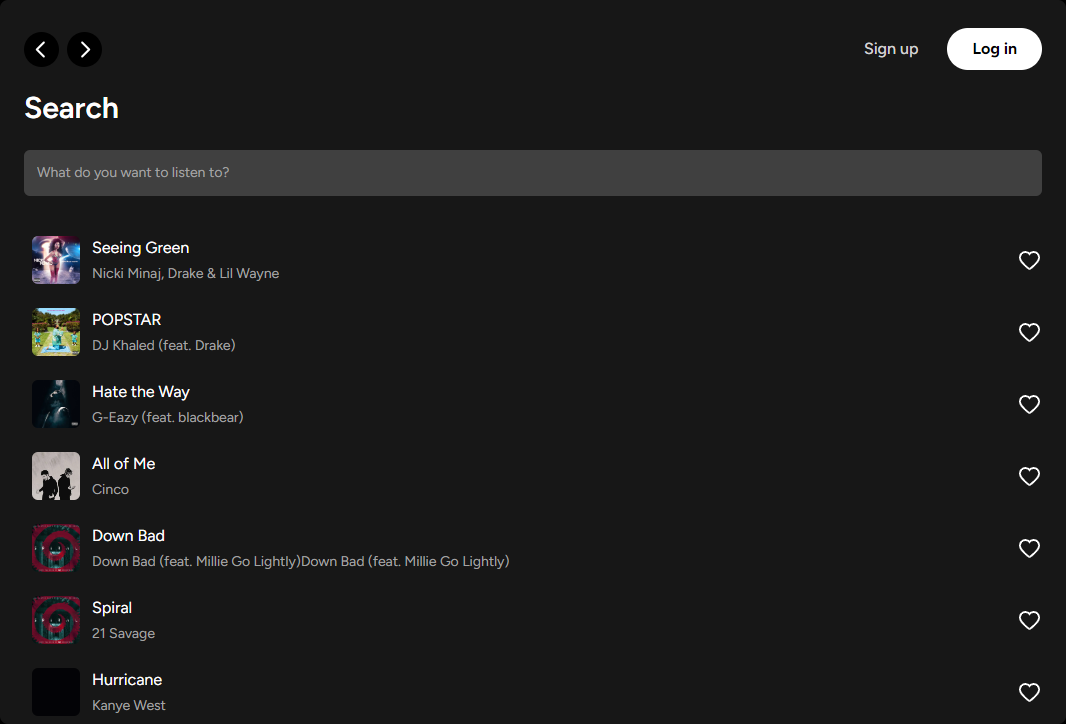 Sign up
Log in
Search
What do you want to listen to?
Seeing Green
Nicki Minaj, Drake & Lil Wayne
POPSTAR
DJ Khaled (feat. Drake)
Hate the Way
G-Eazy (feat. blackbear)
All of Me
Cinco
Down Bad
Down Bad (feat. Millie Go Lightly)Down Bad (feat. Millie Go Lightly)
Spiral
21 Savage
Hurricane
Kanye West